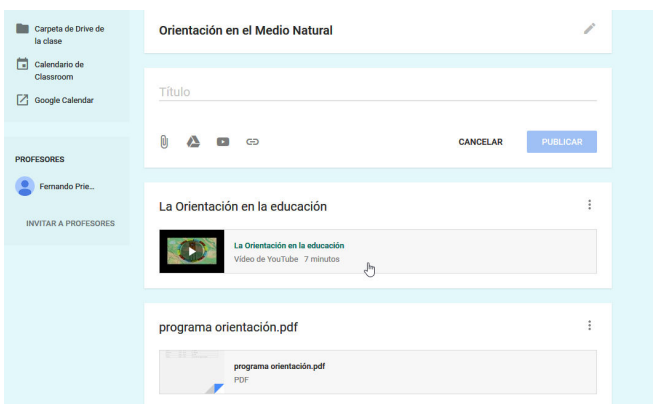 Carpeta de Drive de
la clase
Calendario de
Classroom
Google Calendar
PROFESORES
Fernando Prie...
INVITAR A PROFESORES
Orientación en el Medio Natural
Título
CANCELAR
PUBLICAR
La Orientación en la educación
La Orientación en la educación
Vídeo de YouTube 7 minutos
programa orientación.pdf
programa orientación.pdf
PDF